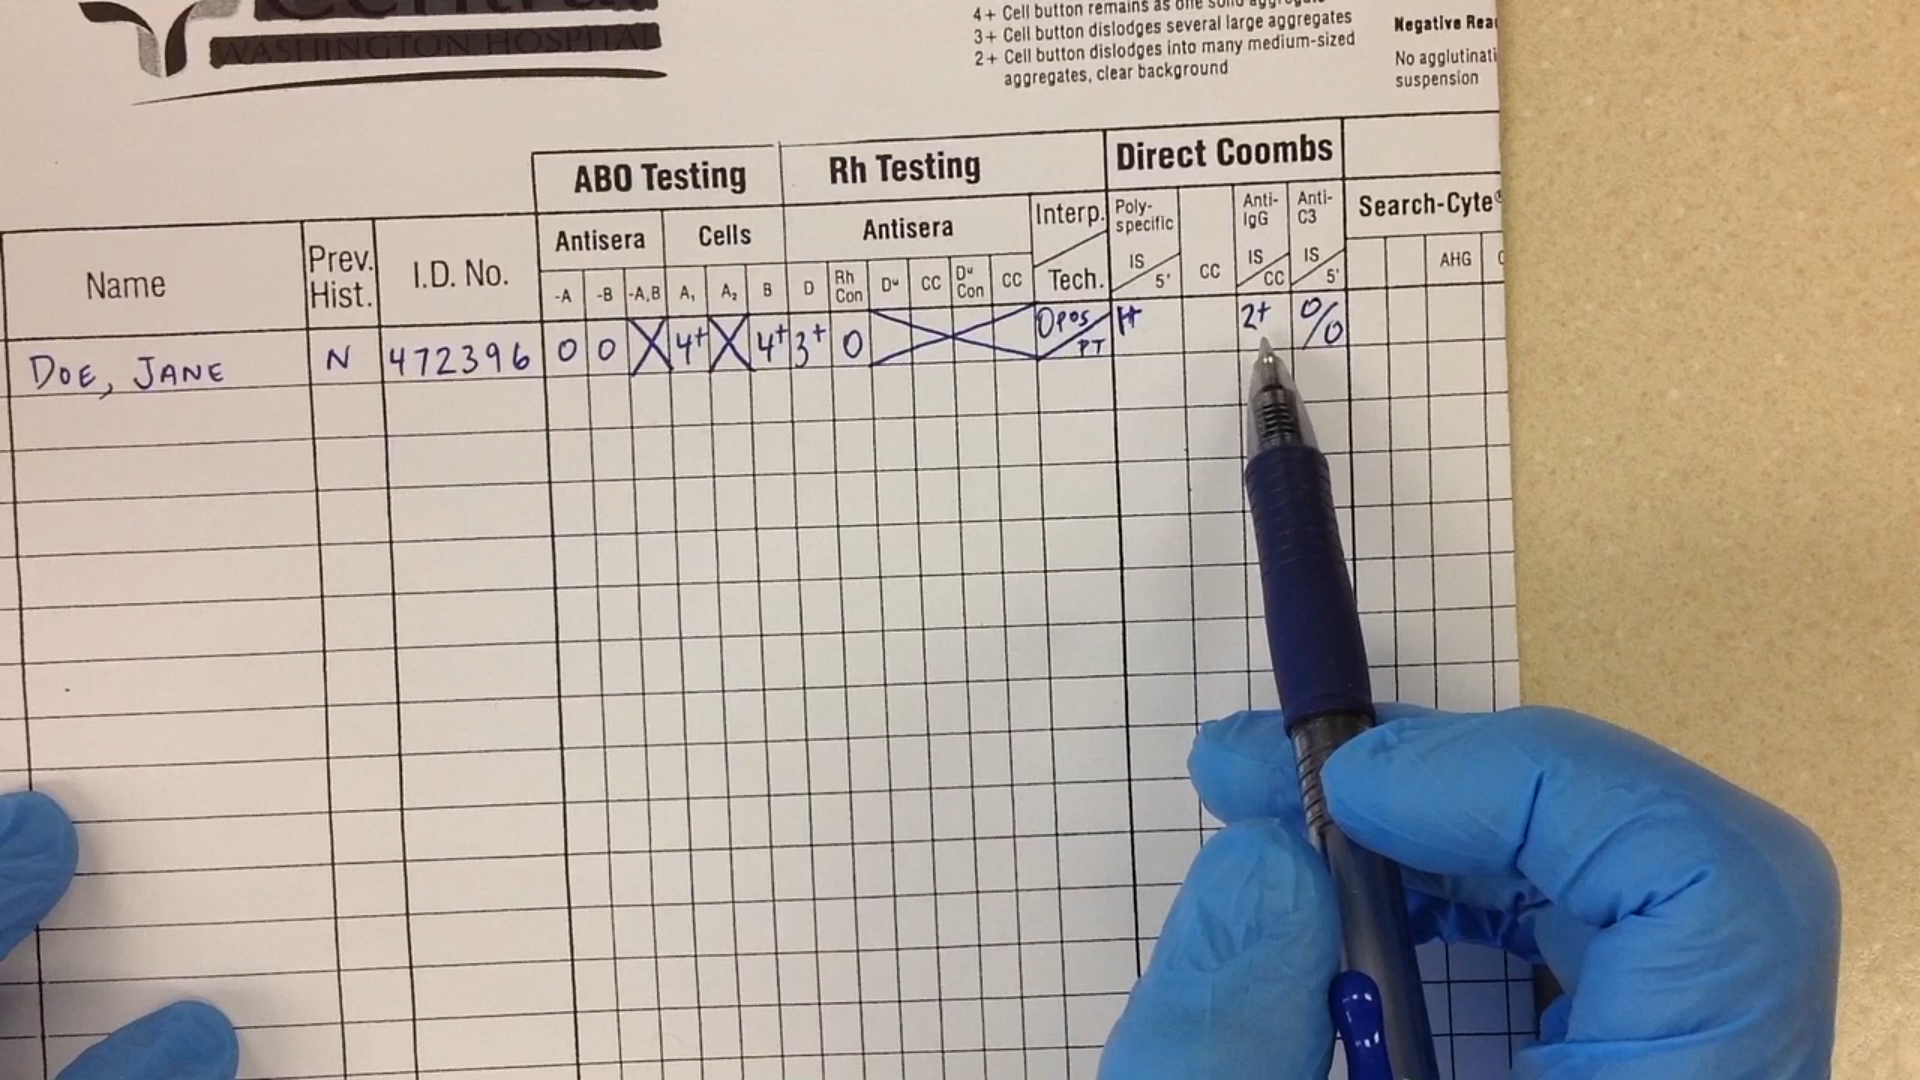 WASHINGTON HOSPITAL
4+ Cell button remains as one solid
3+ Cell button dislodges several large aggregates
2+ Cell button dislodges into many medium-sized
aggregates, clear background
Negative
No
suspension
ABO Testing
Rh Testing
Direct Coombs
Name
Prev. Hist.
I.D. No.
Antisera
Cells
Antisera
Interp.
Tech.
Poly-specific
IS 5'
CC
Anti-IgG
IS CC
Anti-C3
IS 5'
Search-Cyte
-A -B -A,B A₁ A₂ B D Rh Con Dᵘ CC Dᵘ Con CC
AHG
DOE, JANE N 472396 0 0 4+ 4+ 3+ 0 O POS PT 1+ 2+ 0/0